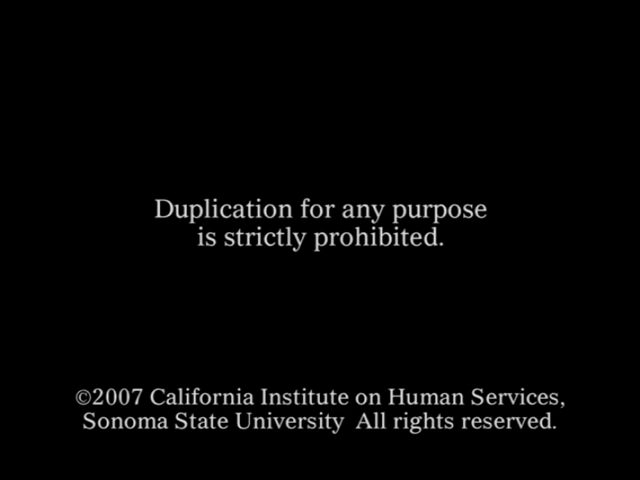 Duplication for any purpose
is strictly prohibited.
©2007 California Institute on Human Services,
Sonoma State University  All rights reserved.